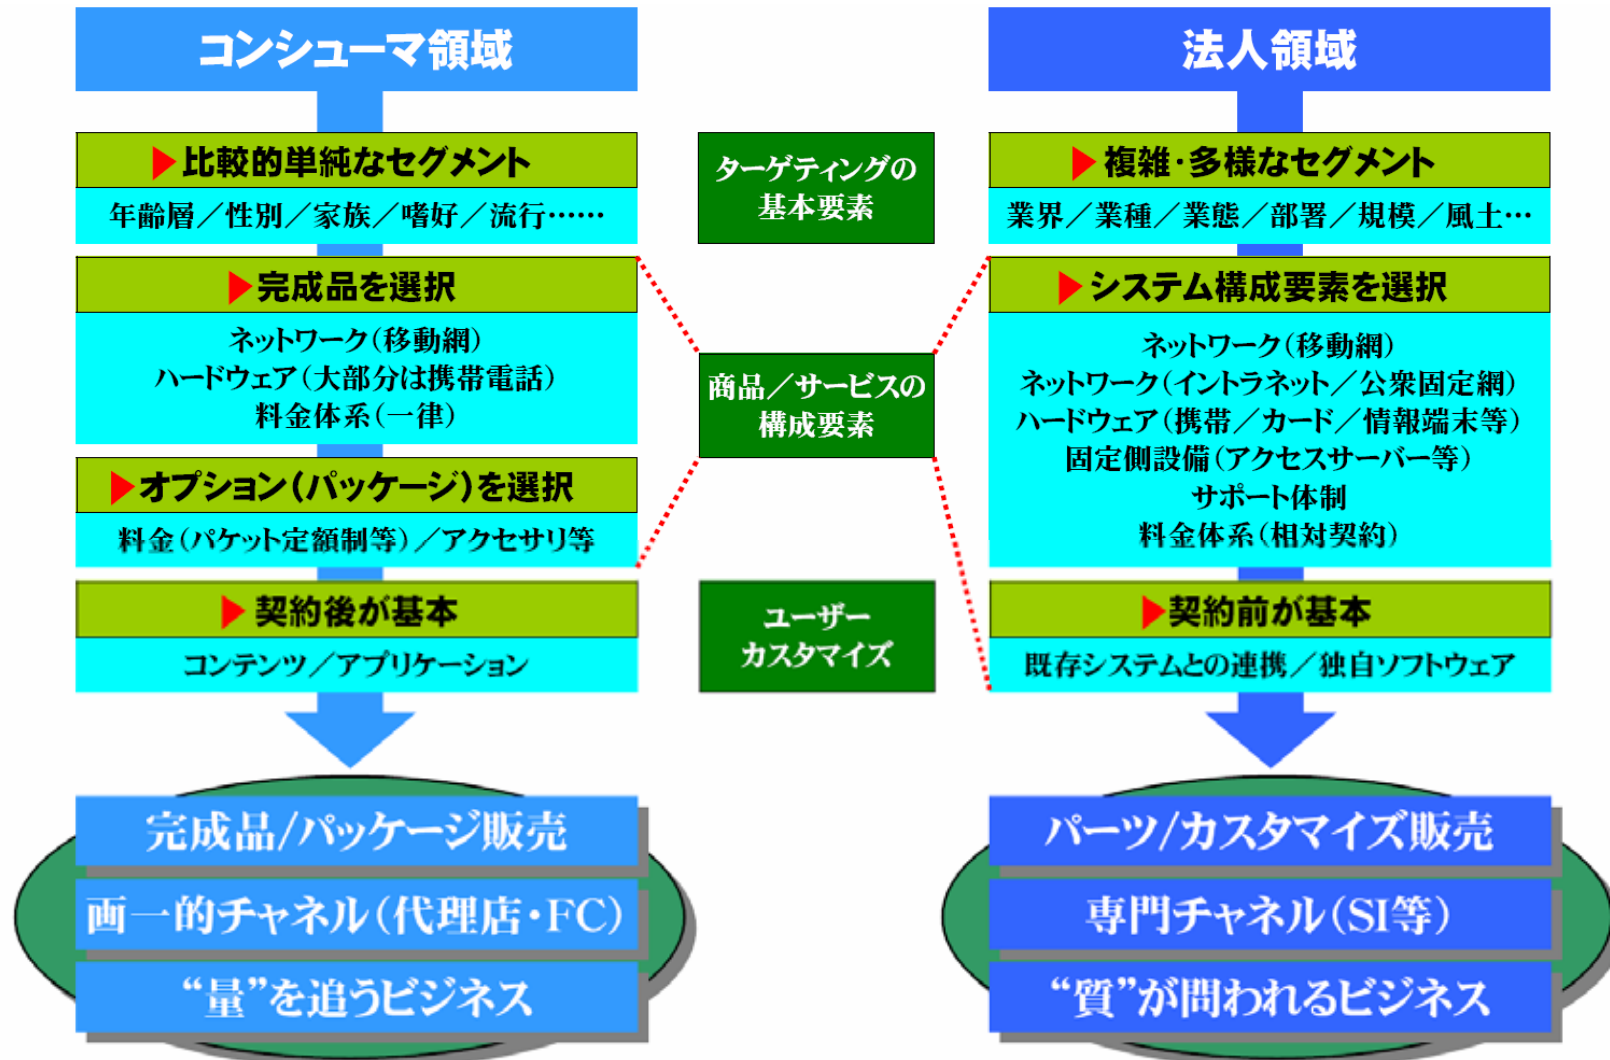 コンシューマ領域
▶比較的単純なセグメント
年齢層／性別／家族／嗜好／流行……
▶完成品を選択
ネットワーク（移動網）
ハードウェア（大部分は携帯電話）
料金体系（一律）
▶オプション（パッケージ）を選択
料金（パケット定額制等）／アクセサリ等
▶契約後が基本
コンテンツ／アプリケーション
完成品/パッケージ販売
画一的チャネル（代理店・FC）
“量”を追うビジネス
ターゲティングの
基本要素
商品／サービスの
構成要素
ユーザー
カスタマイズ
法人領域
▶複雑・多様なセグメント
業界／業種／業態／部署／規模／風土…
▶システム構成要素を選択
ネットワーク（移動網）
ネットワーク（イントラネット／公衆固定網）
ハードウェア（携帯／カード／情報端末等）
固定側設備（アクセスサーバー等）
サポート体制
料金体系（相対契約）
▶契約前が基本
既存システムとの連携／独自ソフトウェア
パーツ/カスタマイズ販売
専門チャネル（SI等）
“質”が問われるビジネス